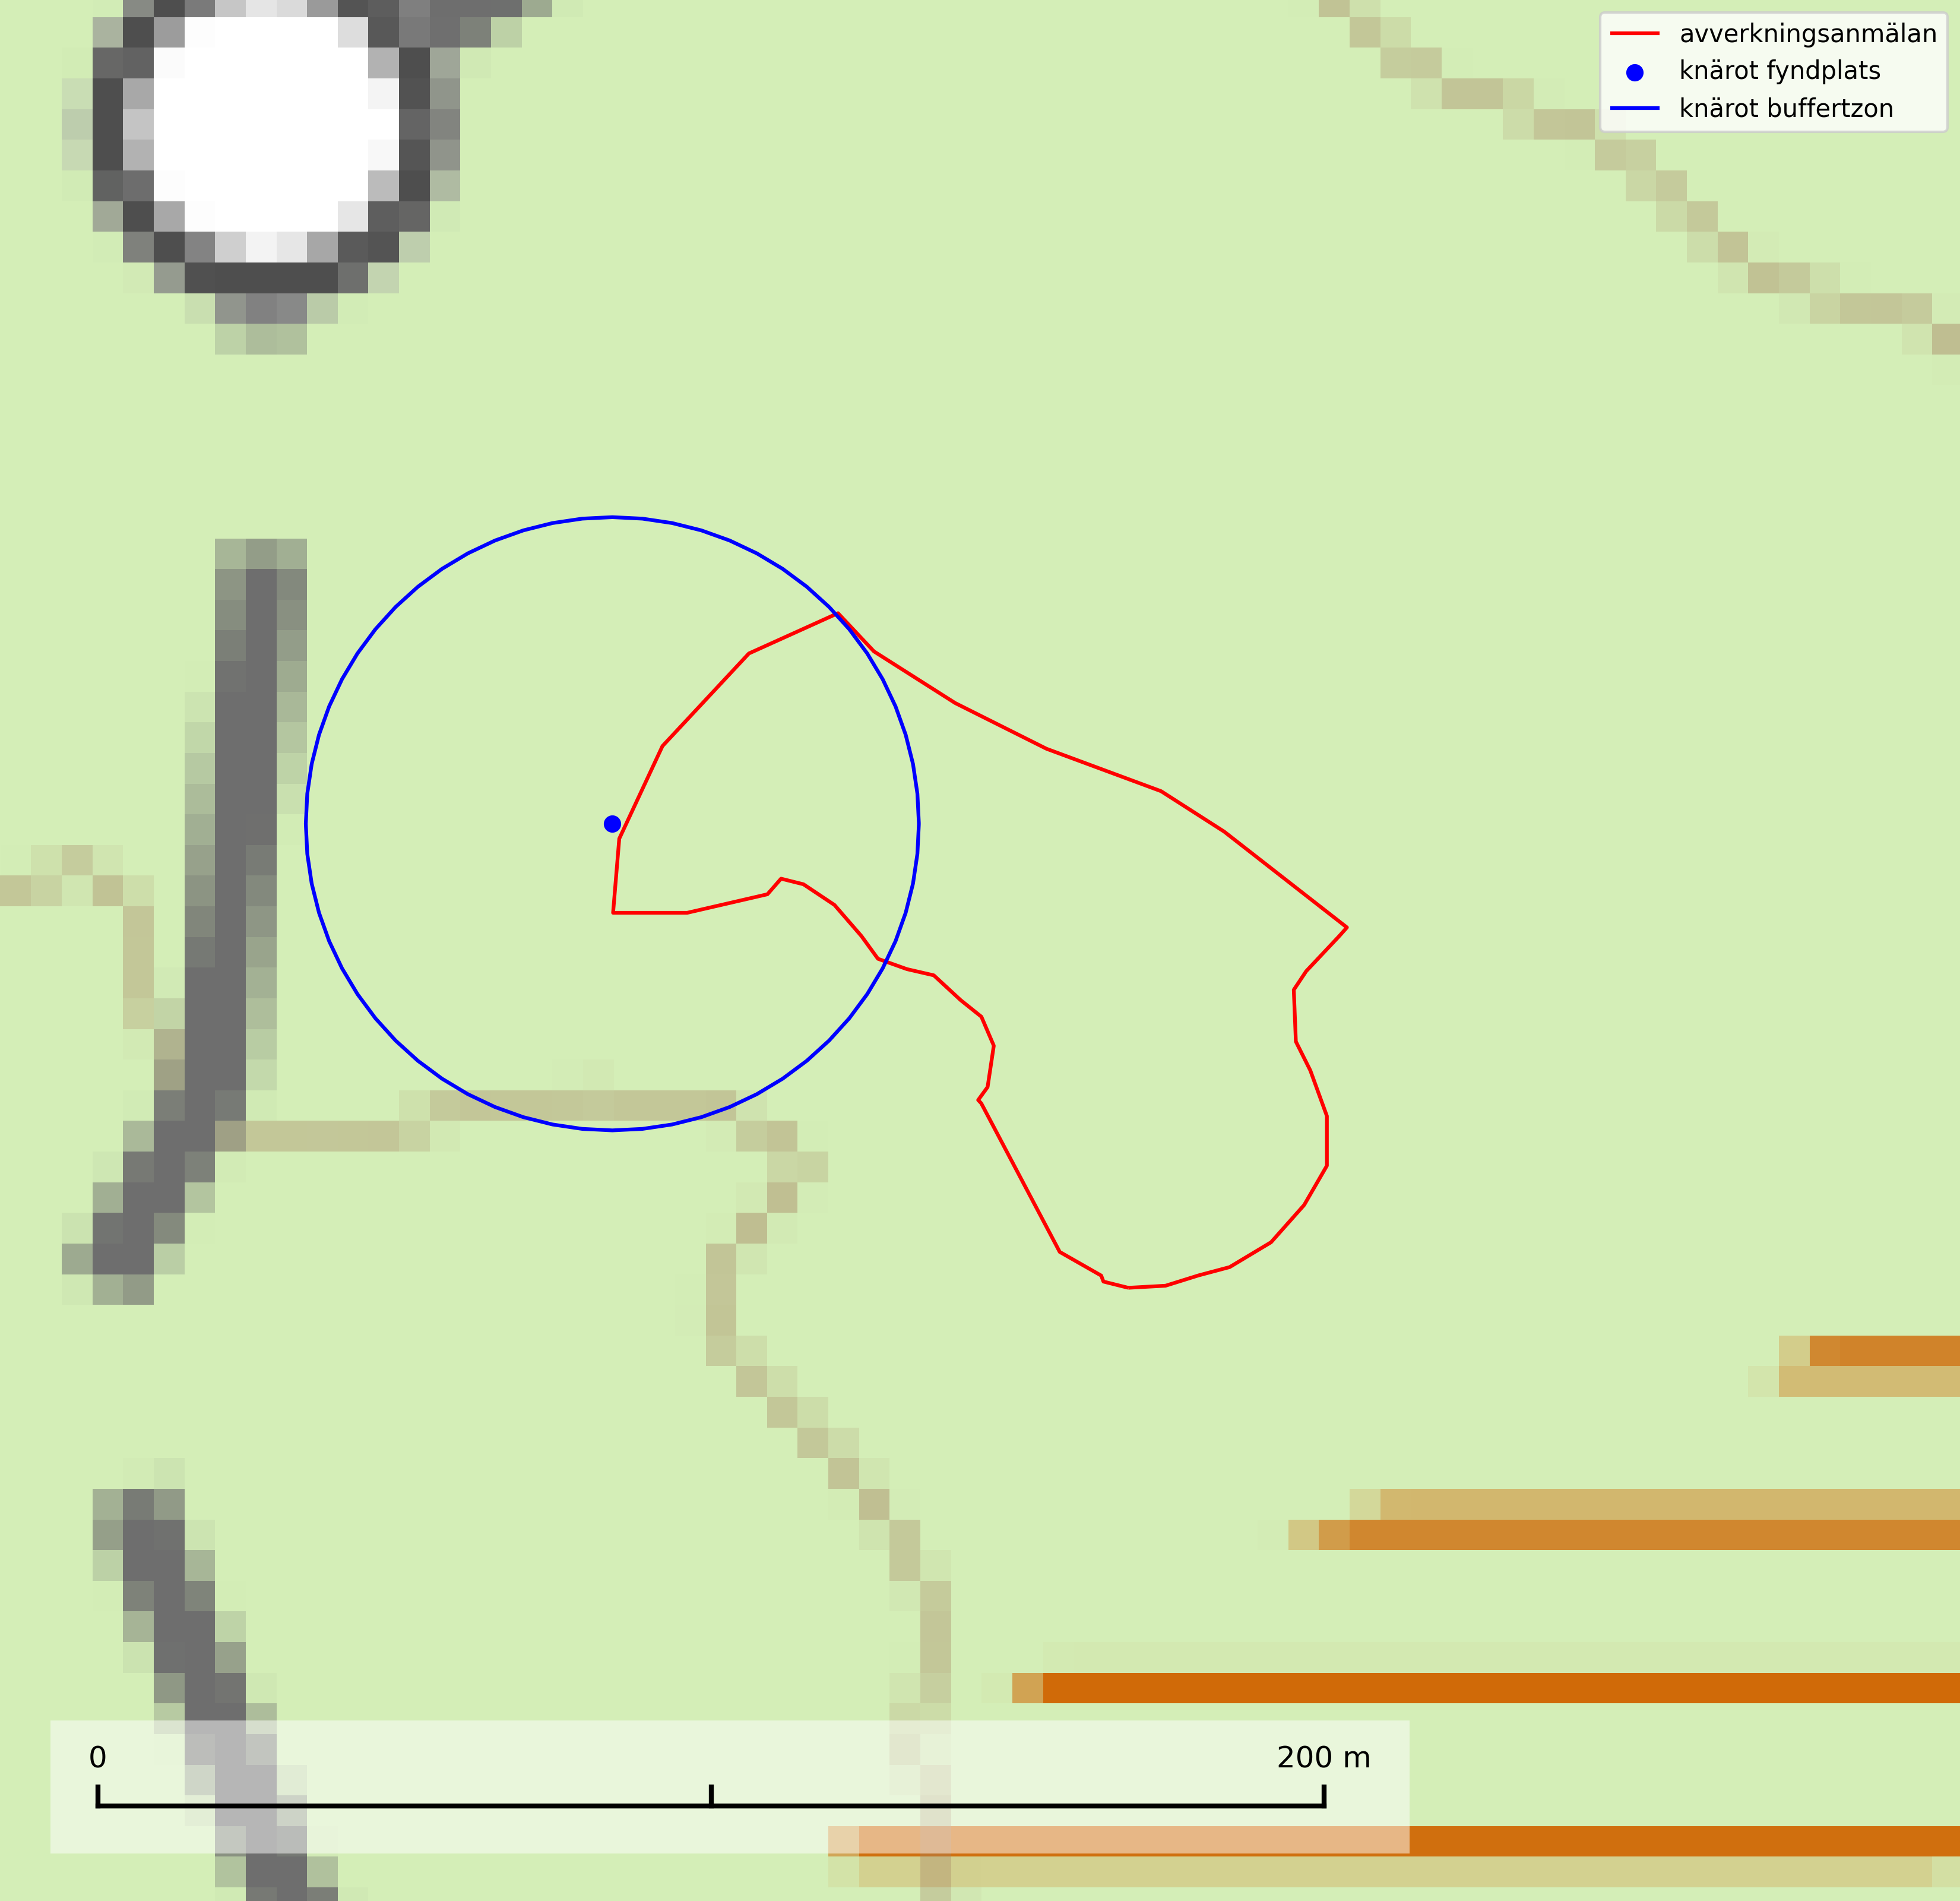 avverkningsanmälan
knärot fyndplats
knärot buffertzon
0
200 m